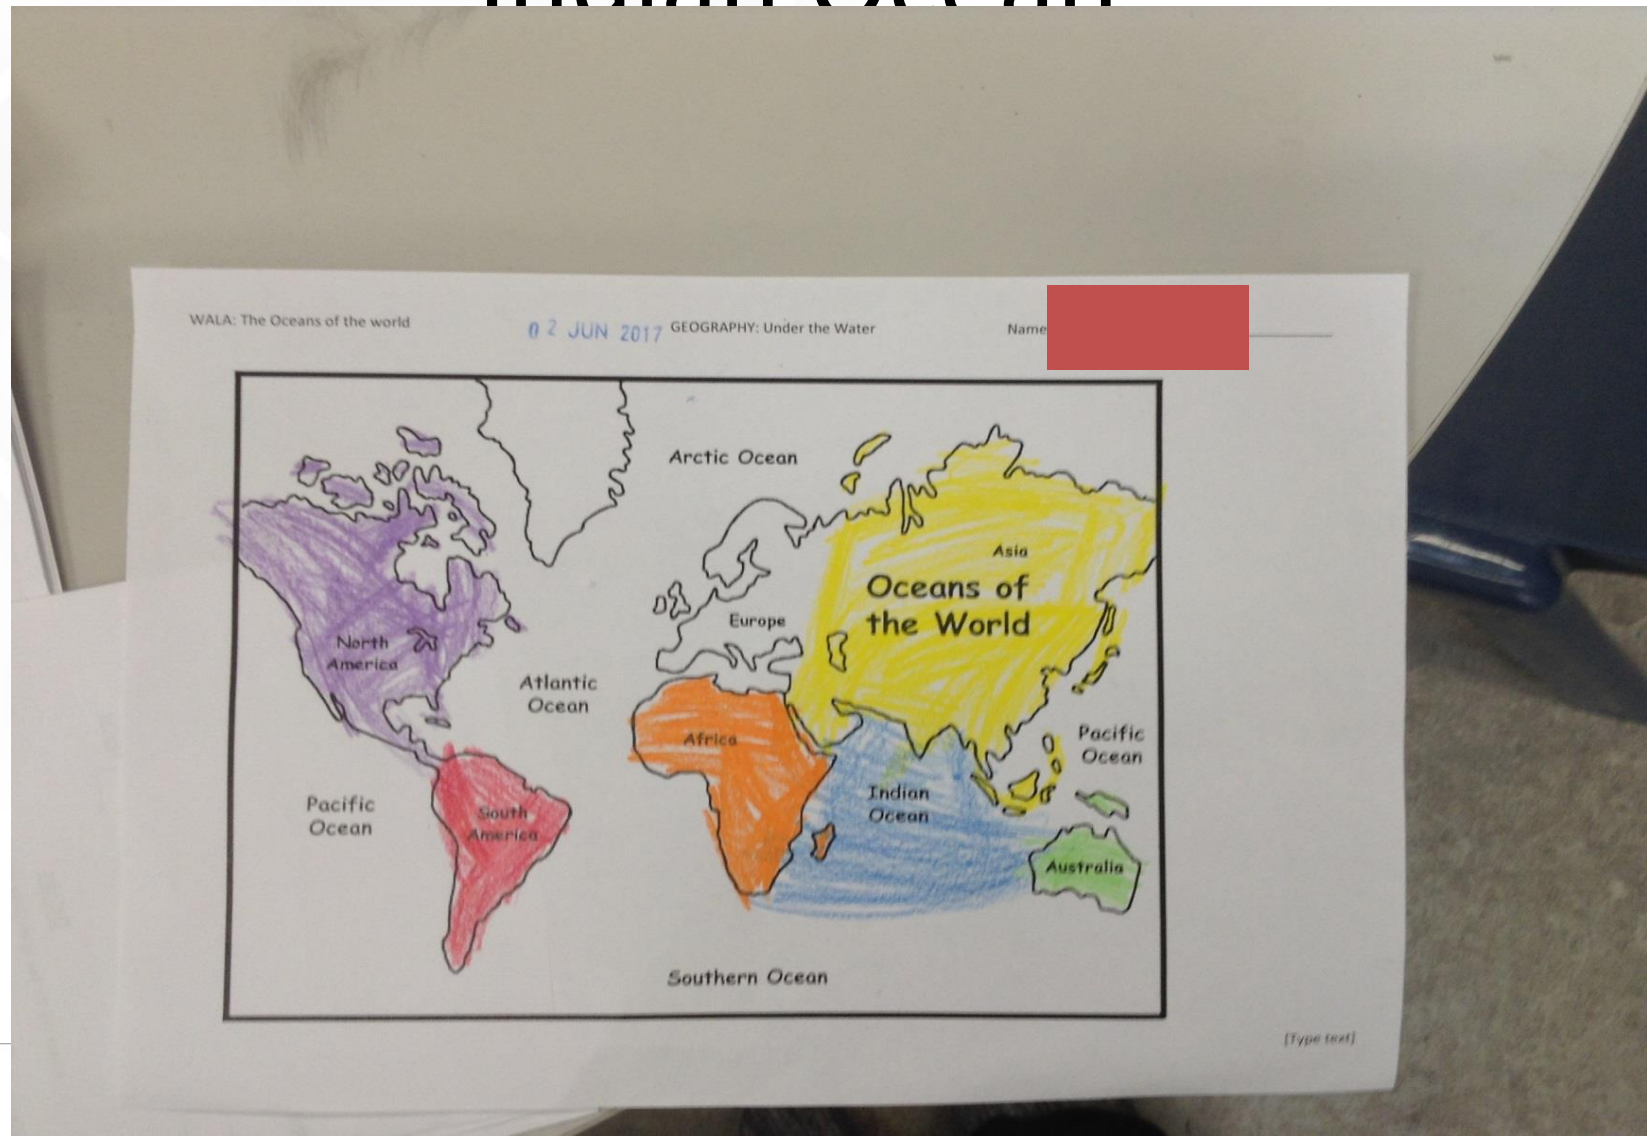 Indian Ocean
WALA: The Oceans of the world
02 JUN 2017
GEOGRAPHY: Under the Water
Name
Arctic Ocean
Asia
Oceans of
the World
Europe
North
America
Atlantic
Ocean
Africa
Pacific
Ocean
Indian
Ocean
Pacific
Ocean
South
America
Australia
Southern Ocean
[Type text]